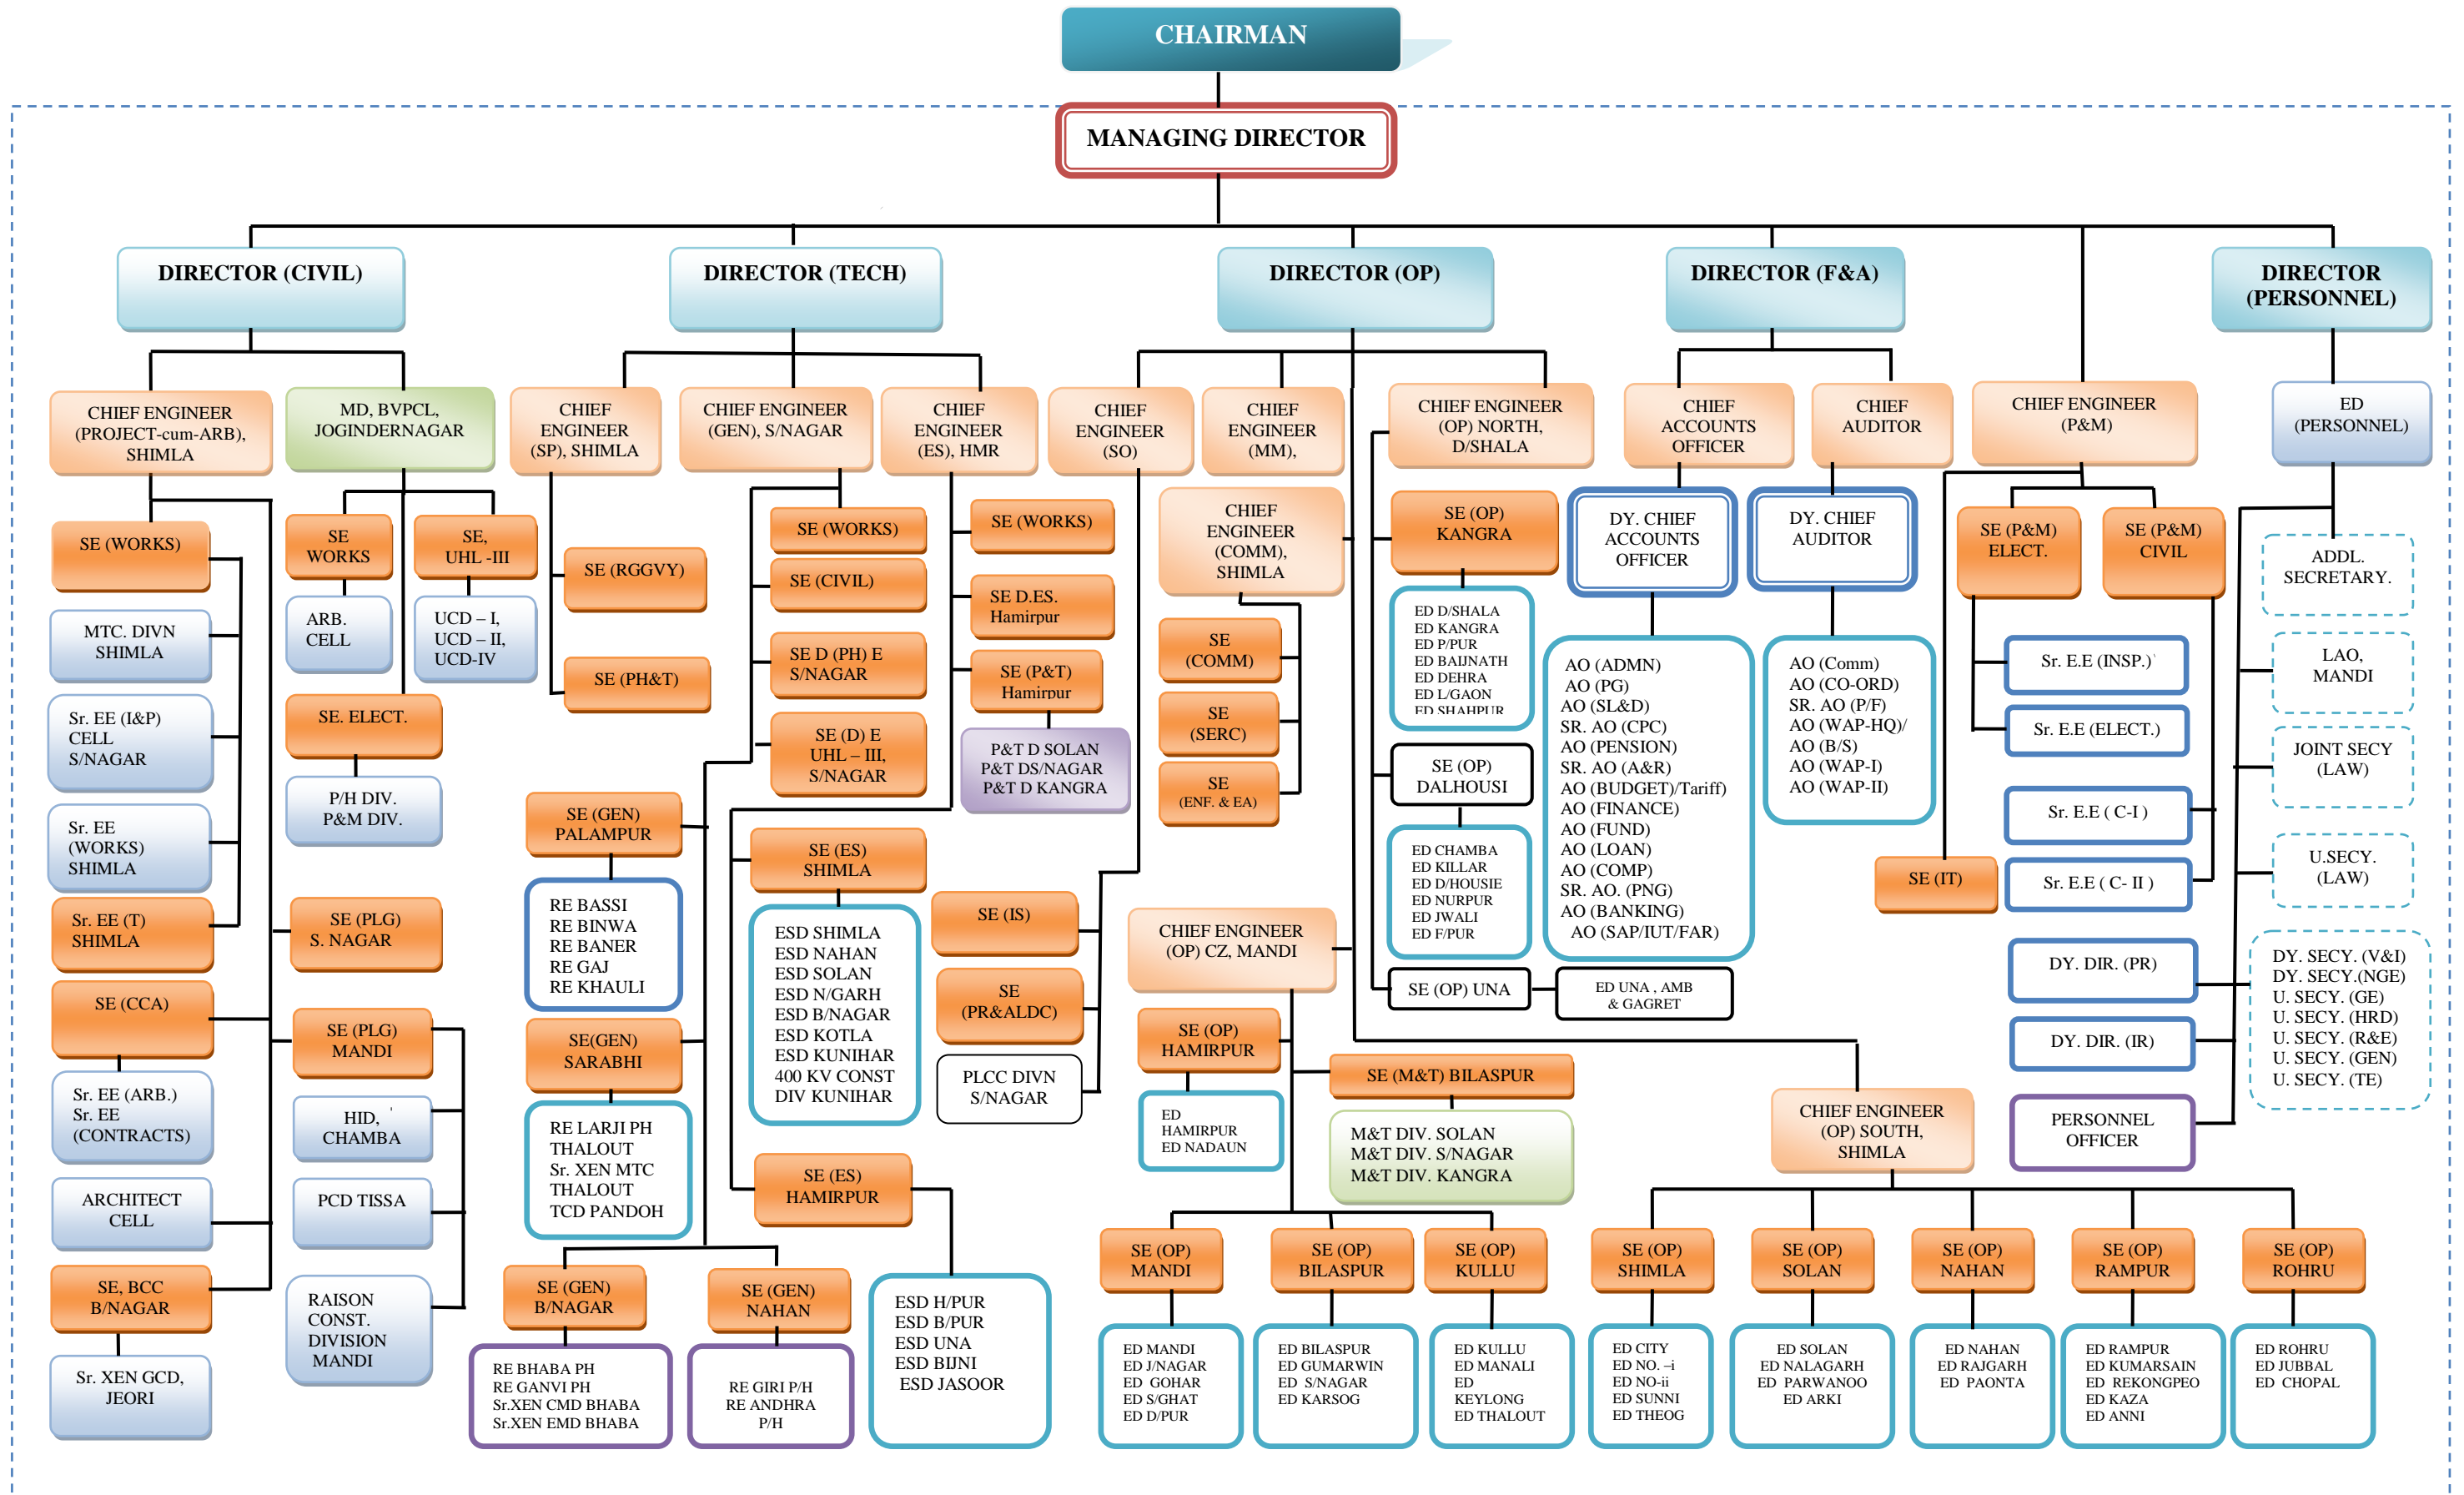 CHAIRMAN
MANAGING DIRECTOR
DIRECTOR (CIVIL)
DIRECTOR (TECH)
DIRECTOR (OP)
DIRECTOR (F&A)
DIRECTOR
(PERSONNEL)
CHIEF ENGINEER
(PROJECT-cum-ARB),
SHIMLA
MD, BVPCL,
JOGINDERNAGAR
CHIEF
ENGINEER
(SP), SHIMLA
CHIEF ENGINEER
(GEN), S/NAGAR
CHIEF
ENGINEER
(ES), HMR
CHIEF
ENGINEER
(SO)
CHIEF
ENGINEER
(MM),
CHIEF ENGINEER
(OP) NORTH,
D/SHALA
CHIEF
ACCOUNTS
OFFICER
CHIEF
AUDITOR
CHIEF ENGINEER
(P&M)
ED
(PERSONNEL)
SE (WORKS)
MTC. DIVN
SHIMLA
Sr. EE (I&P)
CELL
S/NAGAR
Sr. EE
(WORKS)
SHIMLA
Sr. EE (T)
SHIMLA
SE (CCA)
Sr. EE (ARB.)
Sr. EE
(CONTRACTS)
ARCHITECT
CELL
SE, BCC
B/NAGAR
Sr. XEN GCD,
JEORI
SE
WORKS
ARB.
CELL
SE,
UHL -III
UCD – I,
UCD – II,
UCD-IV
SE. ELECT.
P/H DIV.
P&M DIV.
SE (PLG)
S. NAGAR
SE (PLG)
MANDI
HID,
CHAMBA
PCD TISSA
RAISON
CONST.
DIVISION
MANDI
SE (RGGVY)
SE (PH&T)
SE (WORKS)
SE (CIVIL)
SE D (PH) E
S/NAGAR
SE (D) E
UHL – III,
S/NAGAR
SE (GEN)
PALAMPUR
RE BASSI
RE BINWA
RE BANER
RE GAJ
RE KHAULI
SE(GEN)
SARABHI
RE LARJI PH
THALOUT
Sr. XEN MTC
THALOUT
TCD PANDOH
SE (GEN)
B/NAGAR
RE BHABA PH
RE GANVI PH
Sr.XEN CMD BHABA
Sr.XEN EMD BHABA
SE (GEN)
NAHAN
RE GIRI P/H
RE ANDHRA
P/H
SE (WORKS)
SE D.ES.
Hamirpur
SE (P&T)
Hamirpur
P&T D SOLAN
P&T DS/NAGAR
P&T D KANGRA
SE (ES)
SHIMLA
ESD SHIMLA
ESD NAHAN
ESD SOLAN
ESD N/GARH
ESD B/NAGAR
ESD KOTLA
ESD KUNIHAR
400 KV CONST
DIV KUNIHAR
SE (ES)
HAMIRPUR
ESD H/PUR
ESD B/PUR
ESD UNA
ESD BIJNI
ESD JASOOR
SE (IS)
SE
(PR&ALDC)
PLCC DIVN
S/NAGAR
CHIEF
ENGINEER
(COMM),
SHIMLA
SE
(COMM)
SE
(SERC)
SE
(ENF. & EA)
CHIEF ENGINEER
(OP) CZ, MANDI
SE (OP)
HAMIRPUR
ED
HAMIRPUR
ED NADAUN
SE (M&T) BILASPUR
M&T DIV. SOLAN
M&T DIV. S/NAGAR
M&T DIV. KANGRA
SE (OP)
MANDI
ED MANDI
ED J/NAGAR
ED GOHAR
ED S/GHAT
ED D/PUR
SE (OP)
BILASPUR
ED BILASPUR
ED GUMARWIN
ED S/NAGAR
ED KARSOG
SE (OP)
KULLU
ED KULLU
ED MANALI
ED
KEYLONG
ED THALOUT
SE (OP)
KANGRA
ED D/SHALA
ED KANGRA
ED P/PUR
ED BAIJNATH
ED DEHRA
ED L/GAON
ED SHAHPUR
SE (OP)
DALHOUSI
ED CHAMBA
ED KILLAR
ED D/HOUSIE
ED NURPUR
ED JWALI
ED F/PUR
SE (OP) UNA
ED UNA , AMB
& GAGRET
DY. CHIEF
ACCOUNTS
OFFICER
AO (ADMN)
AO (PG)
AO (SL&D)
SR. AO (CPC)
AO (PENSION)
SR. AO (A&R)
AO (BUDGET)/Tariff)
AO (FINANCE)
AO (FUND)
AO (LOAN)
AO (COMP)
SR. AO. (PNG)
AO (BANKING)
AO (SAP/IUT/FAR)
DY. CHIEF
AUDITOR
AO (Comm)
AO (CO-ORD)
SR. AO (P/F)
AO (WAP-HQ)/
AO (B/S)
AO (WAP-I)
AO (WAP-II)
SE (P&M)
ELECT.
SE (P&M)
CIVIL
Sr. E.E (INSP.)
Sr. E.E (ELECT.)
Sr. E.E ( C-I )
Sr. E.E ( C- II )
SE (IT)
CHIEF ENGINEER
(OP) SOUTH,
SHIMLA
SE (OP)
SHIMLA
ED CITY
ED NO. –i
ED NO-ii
ED SUNNI
ED THEOG
SE (OP)
SOLAN
ED SOLAN
ED NALAGARH
ED PARWANOO
ED ARKI
SE (OP)
NAHAN
ED NAHAN
ED RAJGARH
ED PAONTA
SE (OP)
RAMPUR
ED RAMPUR
ED KUMARSAIN
ED REKONGPEO
ED KAZA
ED ANNI
SE (OP)
ROHRU
ED ROHRU
ED JUBBAL
ED CHOPAL
ADDL.
SECRETARY.
LAO,
MANDI
JOINT SECY
(LAW)
U.SECY.
(LAW)
DY. DIR. (PR)
DY. DIR. (IR)
PERSONNEL
OFFICER
DY. SECY. (V&I)
DY. SECY.(NGE)
U. SECY. (GE)
U. SECY. (HRD)
U. SECY. (R&E)
U. SECY. (GEN)
U. SECY. (TE)